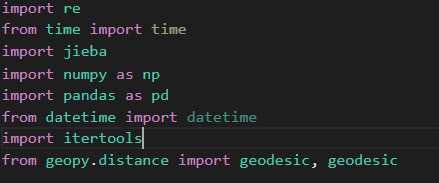 import re
from time import time
import jieba
import numpy as np
import pandas as pd
from datetime import datetime
import itertools
from geopy.distance import geodesic, geodesic